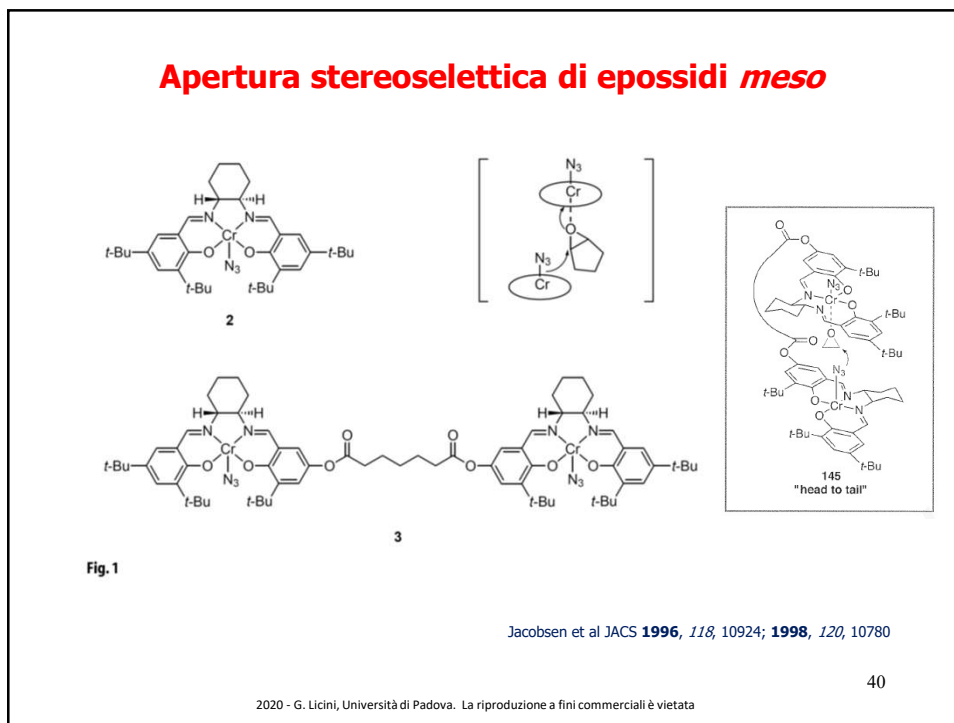 Apertura stereoselettica di epossidi meso
H H
N N
Cr
O O
N3
t-Bu t-Bu
t-Bu t-Bu
2
N3
Cr
O
N3
Cr
O
O
t-Bu
N3
t-Bu
O
N Cr
N O
t-Bu
O
O
O
t-Bu
N3
t-Bu
O Cr N
O N
t-Bu
t-Bu
145
"head to tail"
H H
N N
Cr
O O
N3
t-Bu
t-Bu t-Bu
O
O
O
O
H H
N N
Cr
O O
N3
t-Bu
t-Bu t-Bu
3
Fig. 1
Jacobsen et al JACS 1996, 118, 10924; 1998, 120, 10780
40
2020 - G. Licini, Università di Padova. La riproduzione a fini commerciali è vietata